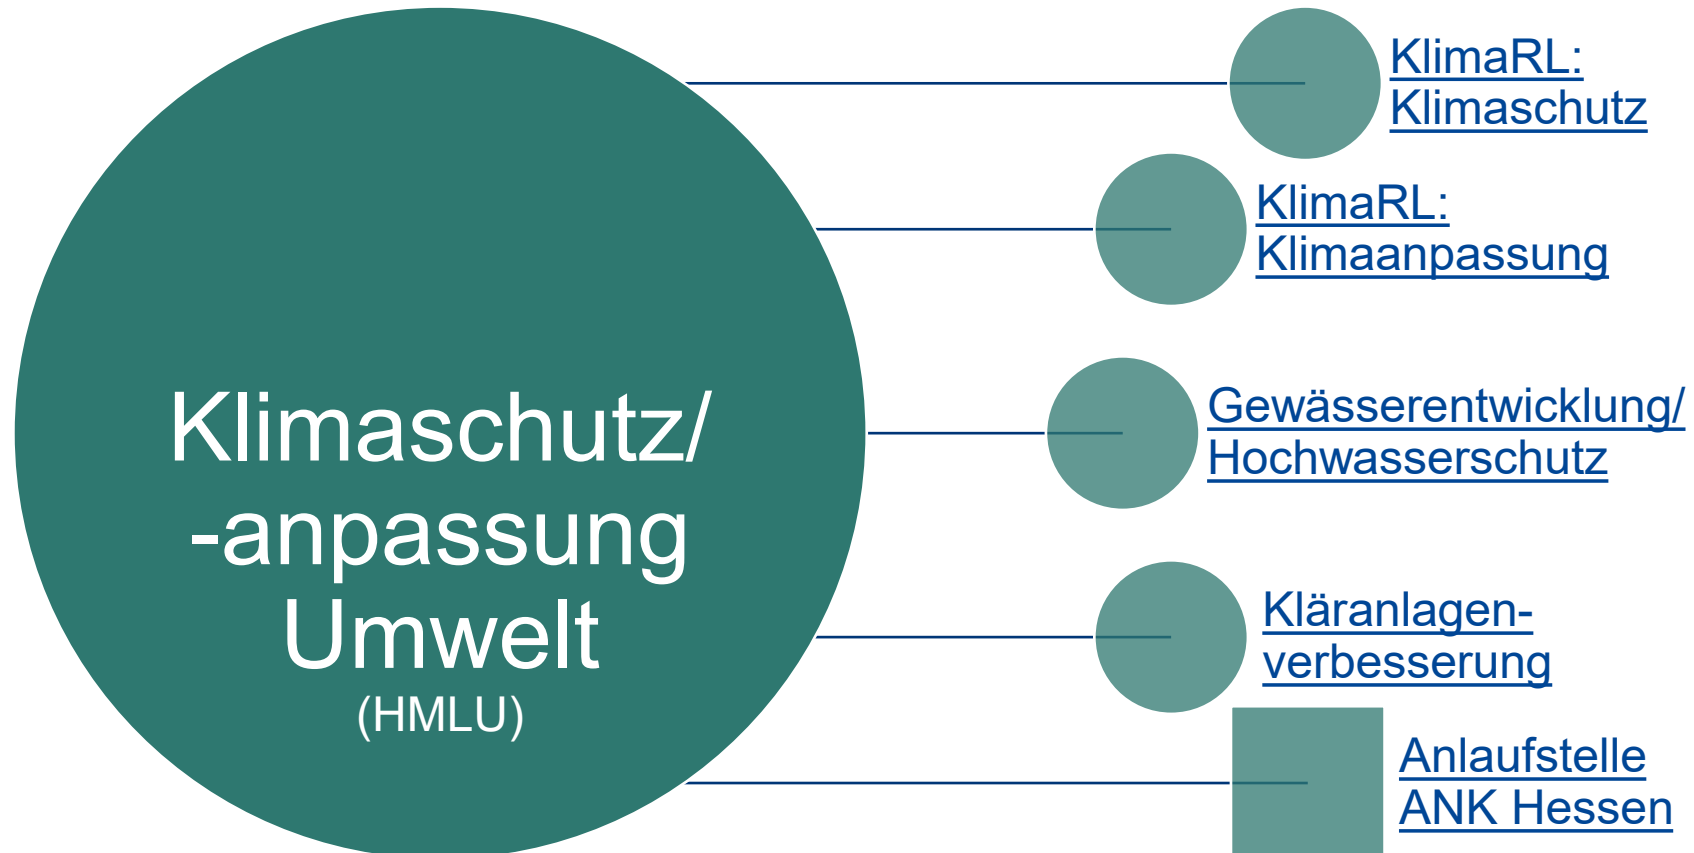 Klimaschutz/
-anpassung
Umwelt
(HMLU)
KlimaRL:
Klimaschutz
KlimaRL:
Klimaanpassung
Gewässerentwicklung/
Hochwasserschutz
Kläranlagen-
verbesserung
Anlaufstelle
ANK Hessen